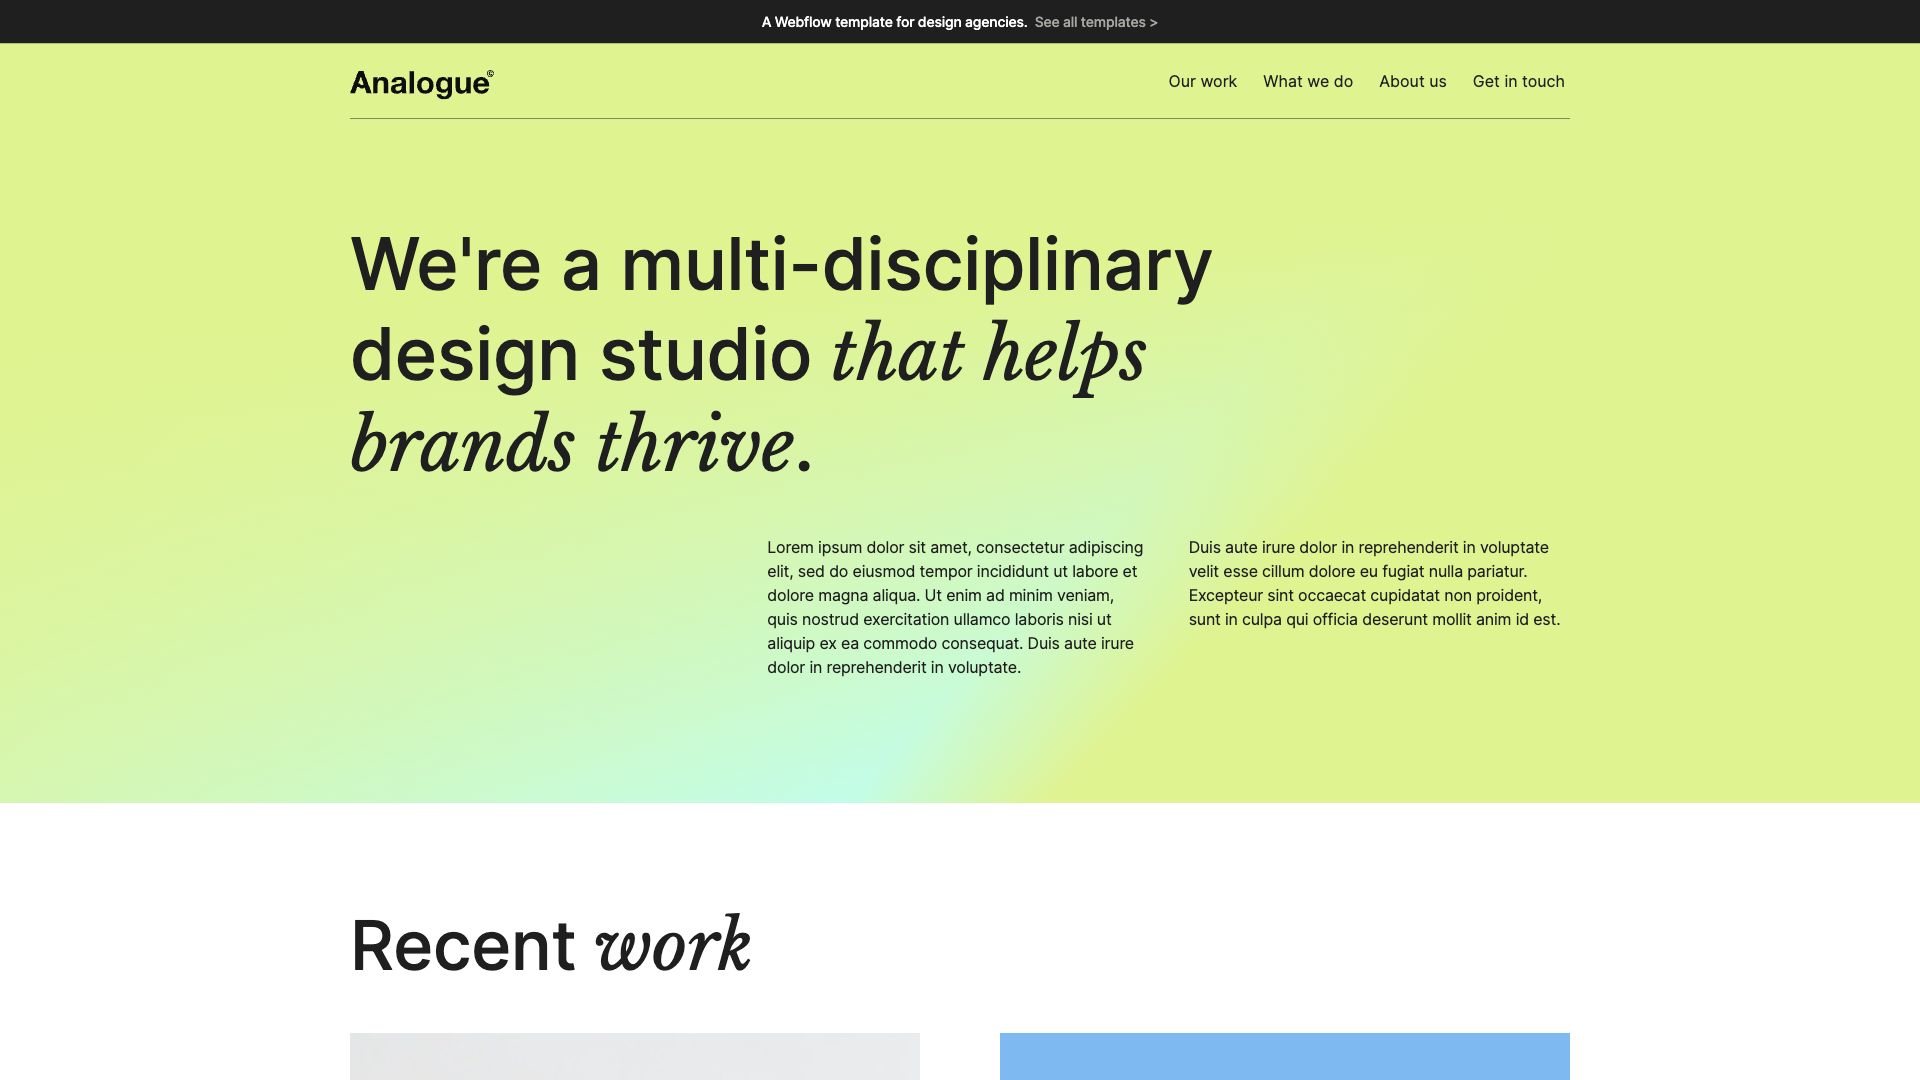 A Webflow template for design agencies. See all templates >
Analogue©
Our work What we do About us Get in touch
We're a multi-disciplinary
design studio that helps
brands thrive.
Lorem ipsum dolor sit amet, consectetur adipiscing
elit, sed do eiusmod tempor incididunt ut labore et
dolore magna aliqua. Ut enim ad minim veniam,
quis nostrud exercitation ullamco laboris nisi ut
aliquip ex ea commodo consequat. Duis aute irure
dolor in reprehenderit in voluptate.
Duis aute irure dolor in reprehenderit in voluptate
velit esse cillum dolore eu fugiat nulla pariatur.
Excepteur sint occaecat cupidatat non proident,
sunt in culpa qui officia deserunt mollit anim id est.
Recent work